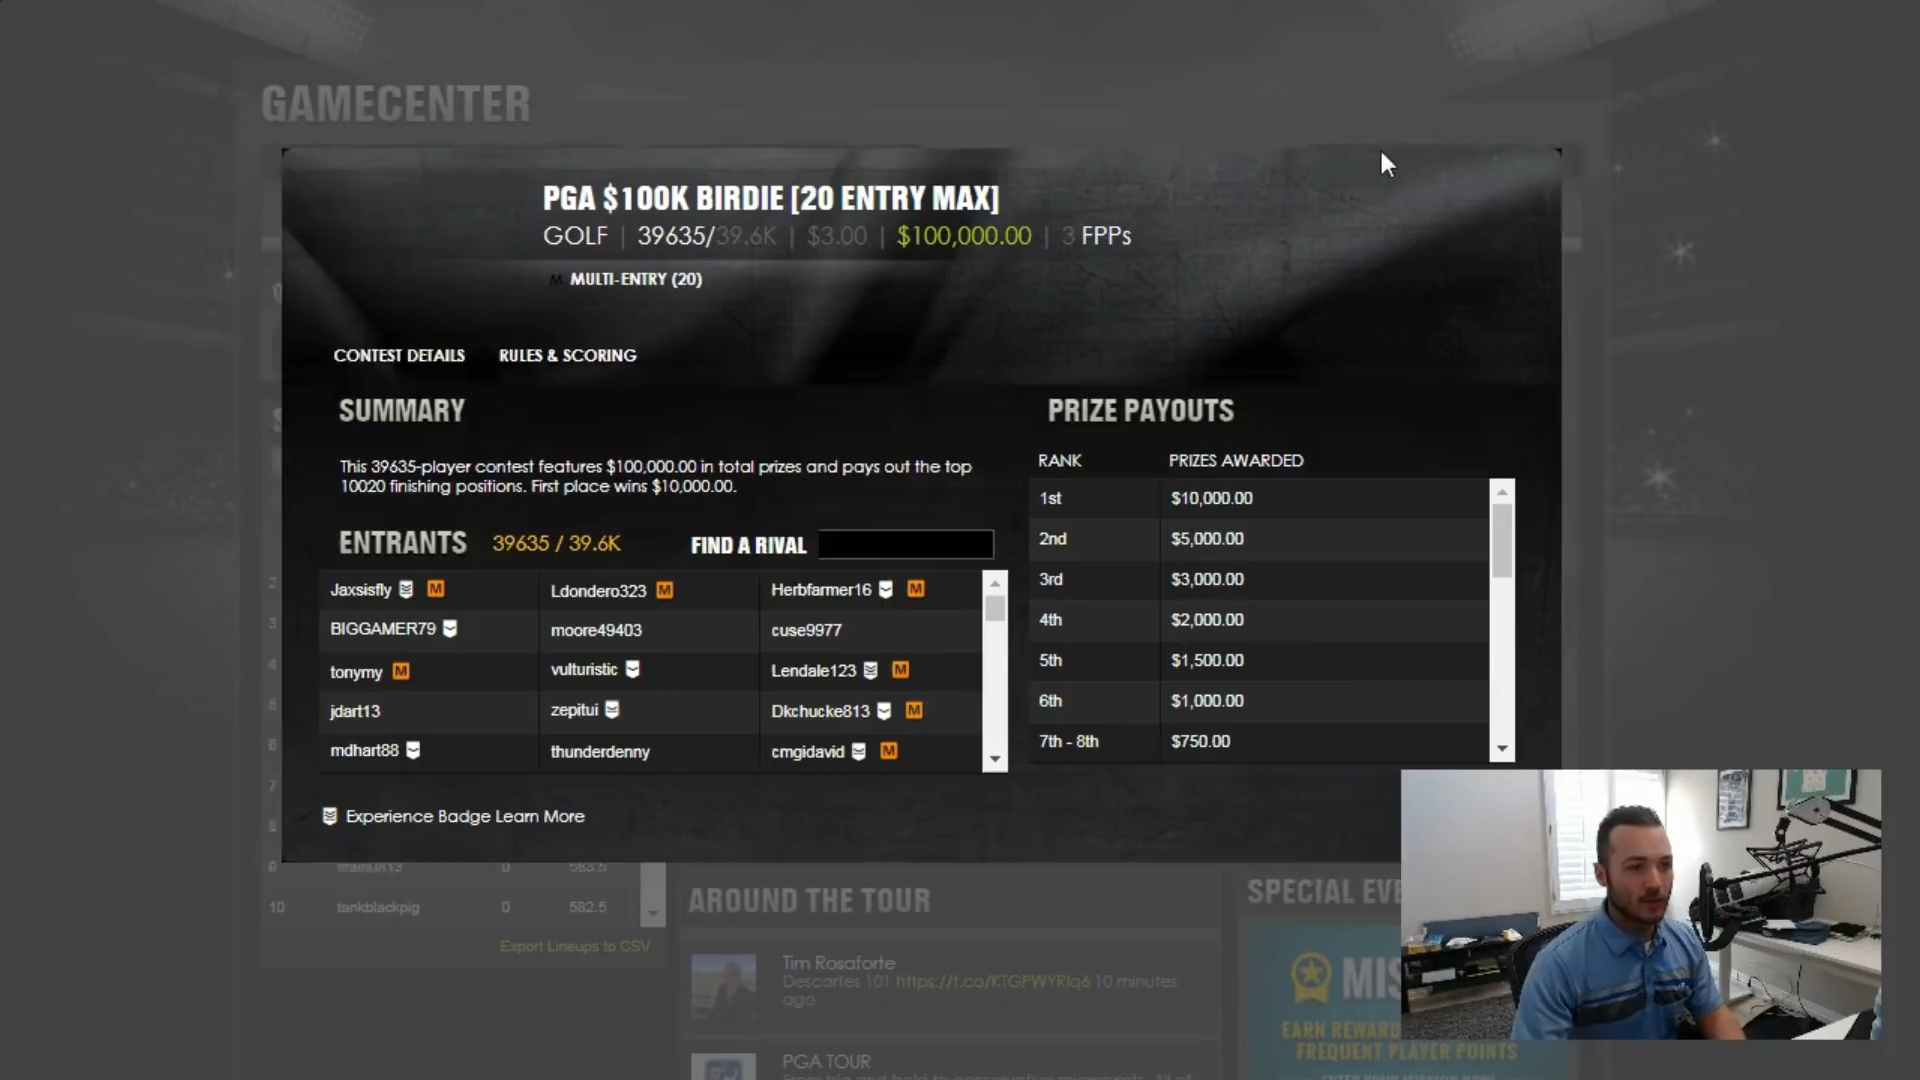 GAMECENTER
PGA $100K BIRDIE [20 ENTRY MAX]
GOLF | 39635/39.6K | $3.00 | $100,000.00 | 3 FPPs
M MULTI-ENTRY (20)
CONTEST DETAILS RULES & SCORING
SUMMARY
This 39635-player contest features $100,000.00 in total prizes and pays out the top
10020 finishing positions. First place wins $10,000.00.
ENTRANTS 39635 / 39.6K FIND A RIVAL
Jaxsisfly M Ldondero323 M Herbfarmer16 M
BIGGAMER79 moore49403 cuse9977
tonymy M vulturistic Lendale123 M
jdart13 zepitui Dkchucke813 M
mdhart88 thunderdenny cmgidavid M
Experience Badge Learn More
PRIZE PAYOUTS
RANK PRIZES AWARDED
1st $10,000.00
2nd $5,000.00
3rd $3,000.00
4th $2,000.00
5th $1,500.00
6th $1,000.00
7th - 8th $750.00
10 tankblackpig 0 582.5
Export Lineups to CSV
AROUND THE TOUR
Tim Rosaforte
Descartes 101 https://t.co/KTGPWYRlq6 10 minutes
ago
PGA TOUR
SPECIAL EVE
MIS
EARN REWARD
FREQUENT PLAYER POINTS